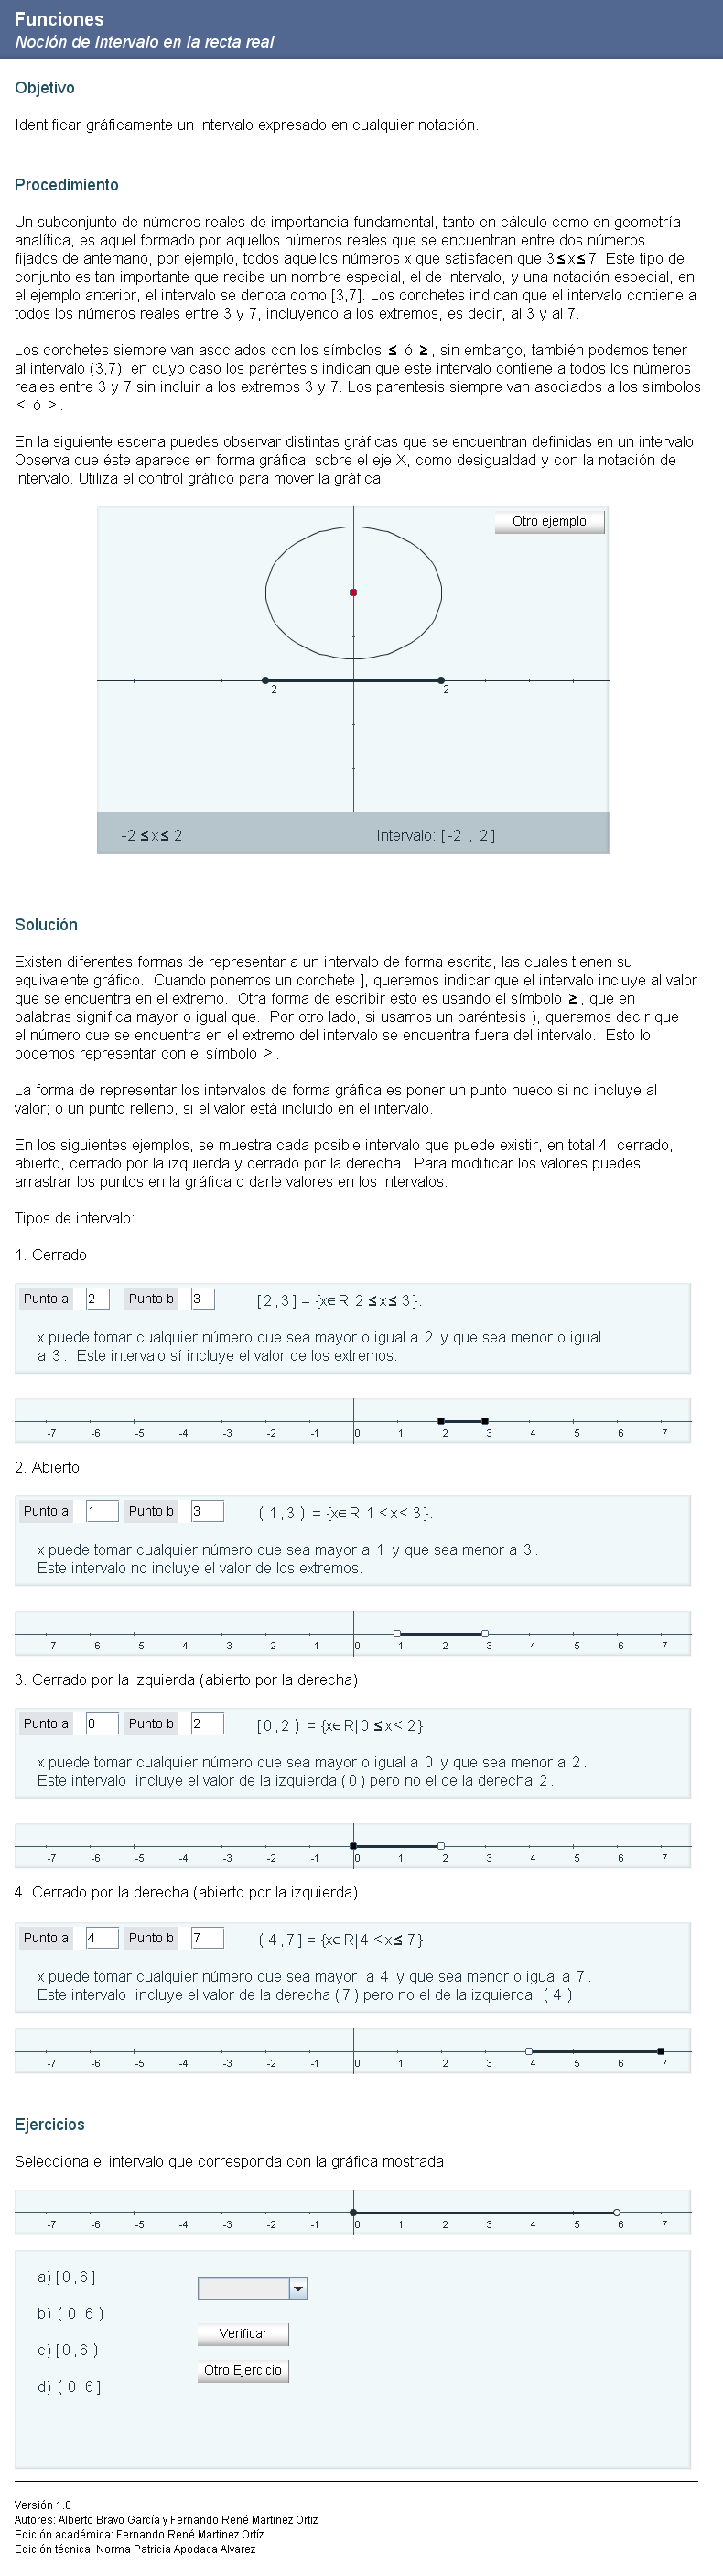 Funciones
Noción de intervalo en la recta real
Objetivo
Identificar gráficamente un intervalo expresado en cualquier notación.
Procedimiento
Un subconjunto de números reales de importancia fundamental, tanto en cálculo como en geometría
analítica, es aquel formado por aquellos números reales que se encuentran entre dos números
fijados de antemano, por ejemplo, todos aquellos números x que satisfacen que 3≤x≤7. Este tipo de
conjunto es tan importante que recibe un nombre especial, el de intervalo, y una notación especial, en
el ejemplo anterior, el intervalo se denota como [3,7]. Los corchetes indican que el intervalo contiene a
todos los números reales entre 3 y 7, incluyendo a los extremos, es decir, al 3 y al 7.
Los corchetes siempre van asociados con los símbolos ≤ ó ≥, sin embargo, también podemos tener
al intervalo (3,7), en cuyo caso los paréntesis indican que este intervalo contiene a todos los números
reales entre 3 y 7 sin incluir a los extremos 3 y 7. Los parentesis siempre van asociados a los símbolos
< ó >.
En la siguiente escena puedes observar distintas gráficas que se encuentran definidas en un intervalo.
Observa que éste aparece en forma gráfica, sobre el eje X, como desigualdad y con la notación de
intervalo. Utiliza el control gráfico para mover la gráfica.
Otro ejemplo
-2 2
-2 ≤x≤ 2 Intervalo: [-2 , 2]
Solución
Existen diferentes formas de representar a un intervalo de forma escrita, las cuales tienen su
equivalente gráfico. Cuando ponemos un corchete ], queremos indicar que el intervalo incluye al valor
que se encuentra en el extremo. Otra forma de escribir esto es usando el símbolo ≥, que en
palabras significa mayor o igual que. Por otro lado, si usamos un paréntesis ), queremos decir que
el número que se encuentra en el extremo del intervalo se encuentra fuera del intervalo. Esto lo
podemos representar con el símbolo >.
La forma de representar los intervalos de forma gráfica es poner un punto hueco si no incluye al
valor; o un punto relleno, si el valor está incluido en el intervalo.
En los siguientes ejemplos, se muestra cada posible intervalo que puede existir, en total 4: cerrado,
abierto, cerrado por la izquierda y cerrado por la derecha. Para modificar los valores puedes
arrastrar los puntos en la gráfica o darle valores en los intervalos.
Tipos de intervalo:
1. Cerrado
Punto a 2 Punto b 3 [2,3] = {x∈R|2 ≤x≤ 3}.
x puede tomar cualquier número que sea mayor o igual a 2 y que sea menor o igual
a 3. Este intervalo sí incluye el valor de los extremos.
-7 -6 -5 -4 -3 -2 -1 0 1 2 3 4 5 6 7
2. Abierto
Punto a 1 Punto b 3 (1,3) = {x∈R|1 <x< 3}.
x puede tomar cualquier número que sea mayor a 1 y que sea menor a 3.
Este intervalo no incluye el valor de los extremos.
-7 -6 -5 -4 -3 -2 -1 0 1 2 3 4 5 6 7
3. Cerrado por la izquierda (abierto por la derecha)
Punto a 0 Punto b 2 [0,2) = {x∈R|0 ≤x< 2}.
x puede tomar cualquier número que sea mayor o igual a 0 y que sea menor a 2.
Este intervalo incluye el valor de la izquierda (0) pero no el de la derecha 2.
-7 -6 -5 -4 -3 -2 -1 0 1 2 3 4 5 6 7
4. Cerrado por la derecha (abierto por la izquierda)
Punto a 4 Punto b 7 (4,7] = {x∈R|4 <x≤ 7}.
x puede tomar cualquier número que sea mayor a 4 y que sea menor o igual a 7.
Este intervalo incluye el valor de la derecha (7) pero no el de la izquierda (4).
-7 -6 -5 -4 -3 -2 -1 0 1 2 3 4 5 6 7
Ejercicios
Selecciona el intervalo que corresponda con la gráfica mostrada
-7 -6 -5 -4 -3 -2 -1 0 1 2 3 4 5 6 7
a) [0,6]
b) (0,6)
Verificar
c) [0,6)
Otro Ejercicio
d) (0,6]
Versión 1.0
Autores: Alberto Bravo García y Fernando René Martínez Ortiz
Edición académica: Fernando René Martínez Ortíz
Edición técnica: Norma Patricia Apodaca Alvarez